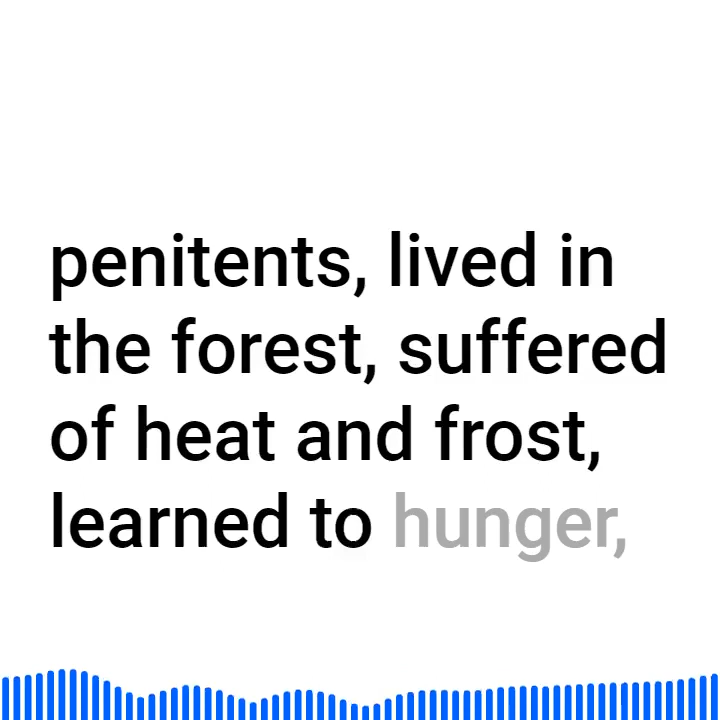 penitents, lived in
the forest, suffered
of heat and frost,
learned to hunger,